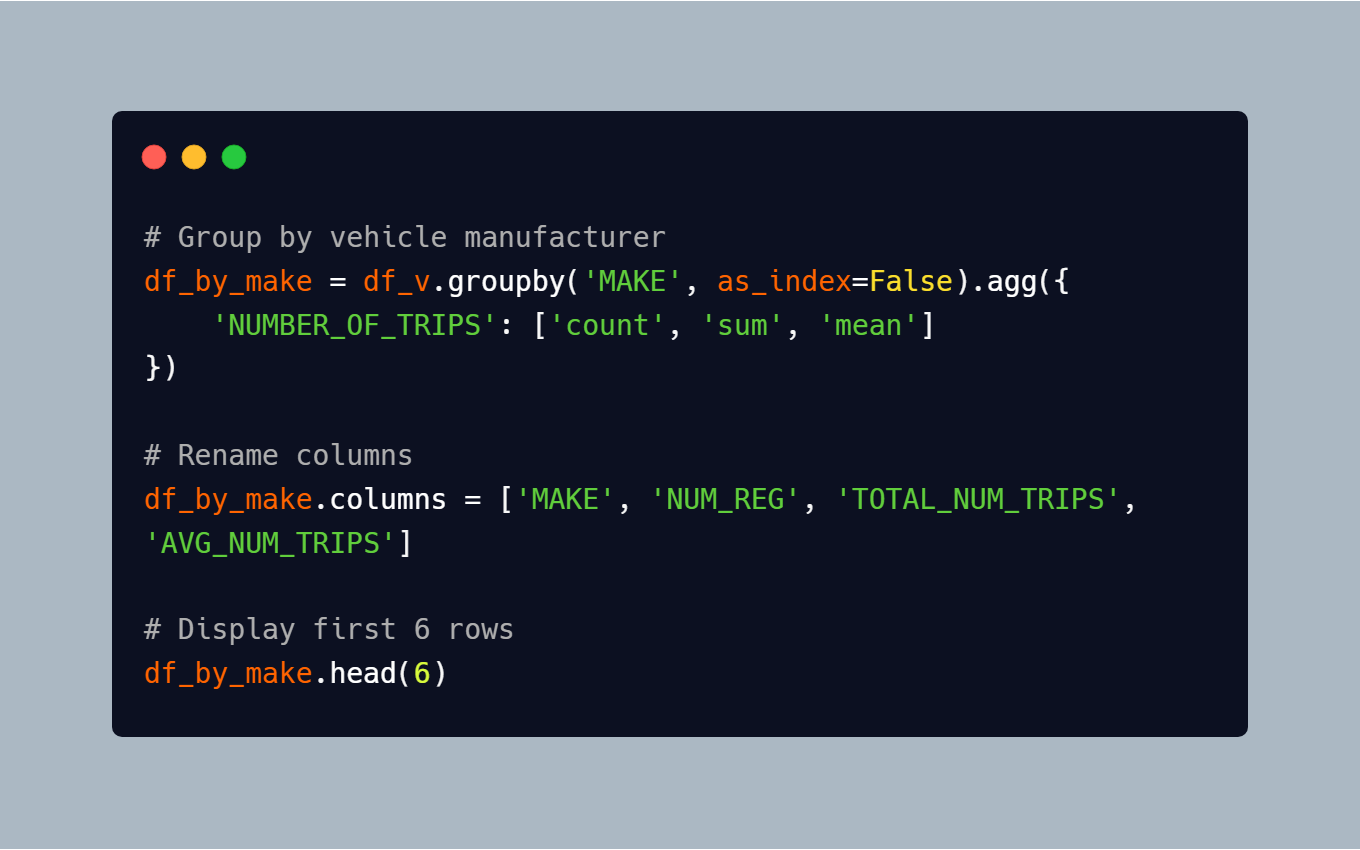 # Group by vehicle manufacturer
df_by_make = df_v.groupby('MAKE', as_index=False).agg({
    'NUMBER_OF_TRIPS': ['count', 'sum', 'mean']
})
# Rename columns
df_by_make.columns = ['MAKE', 'NUM_REG', 'TOTAL_NUM_TRIPS',
'AVG_NUM_TRIPS']
# Display first 6 rows
df_by_make.head(6)